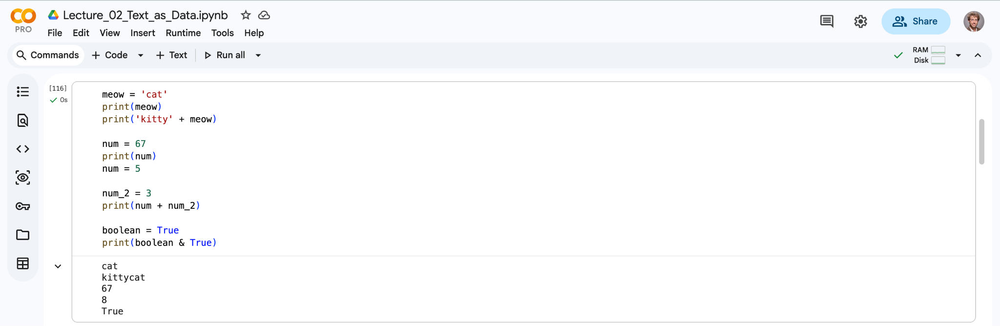 Lecture_02_Text_as_Data.ipynb
PRO
File Edit View Insert Runtime Tools Help
Share
Commands + Code + Text Run all
RAM
Disk
[116]
0s
meow = 'cat'
print(meow)
print('kitty' + meow)
num = 67
print(num)
num = 5
num_2 = 3
print(num + num_2)
boolean = True
print(boolean & True)
cat
kittycat
67
8
True